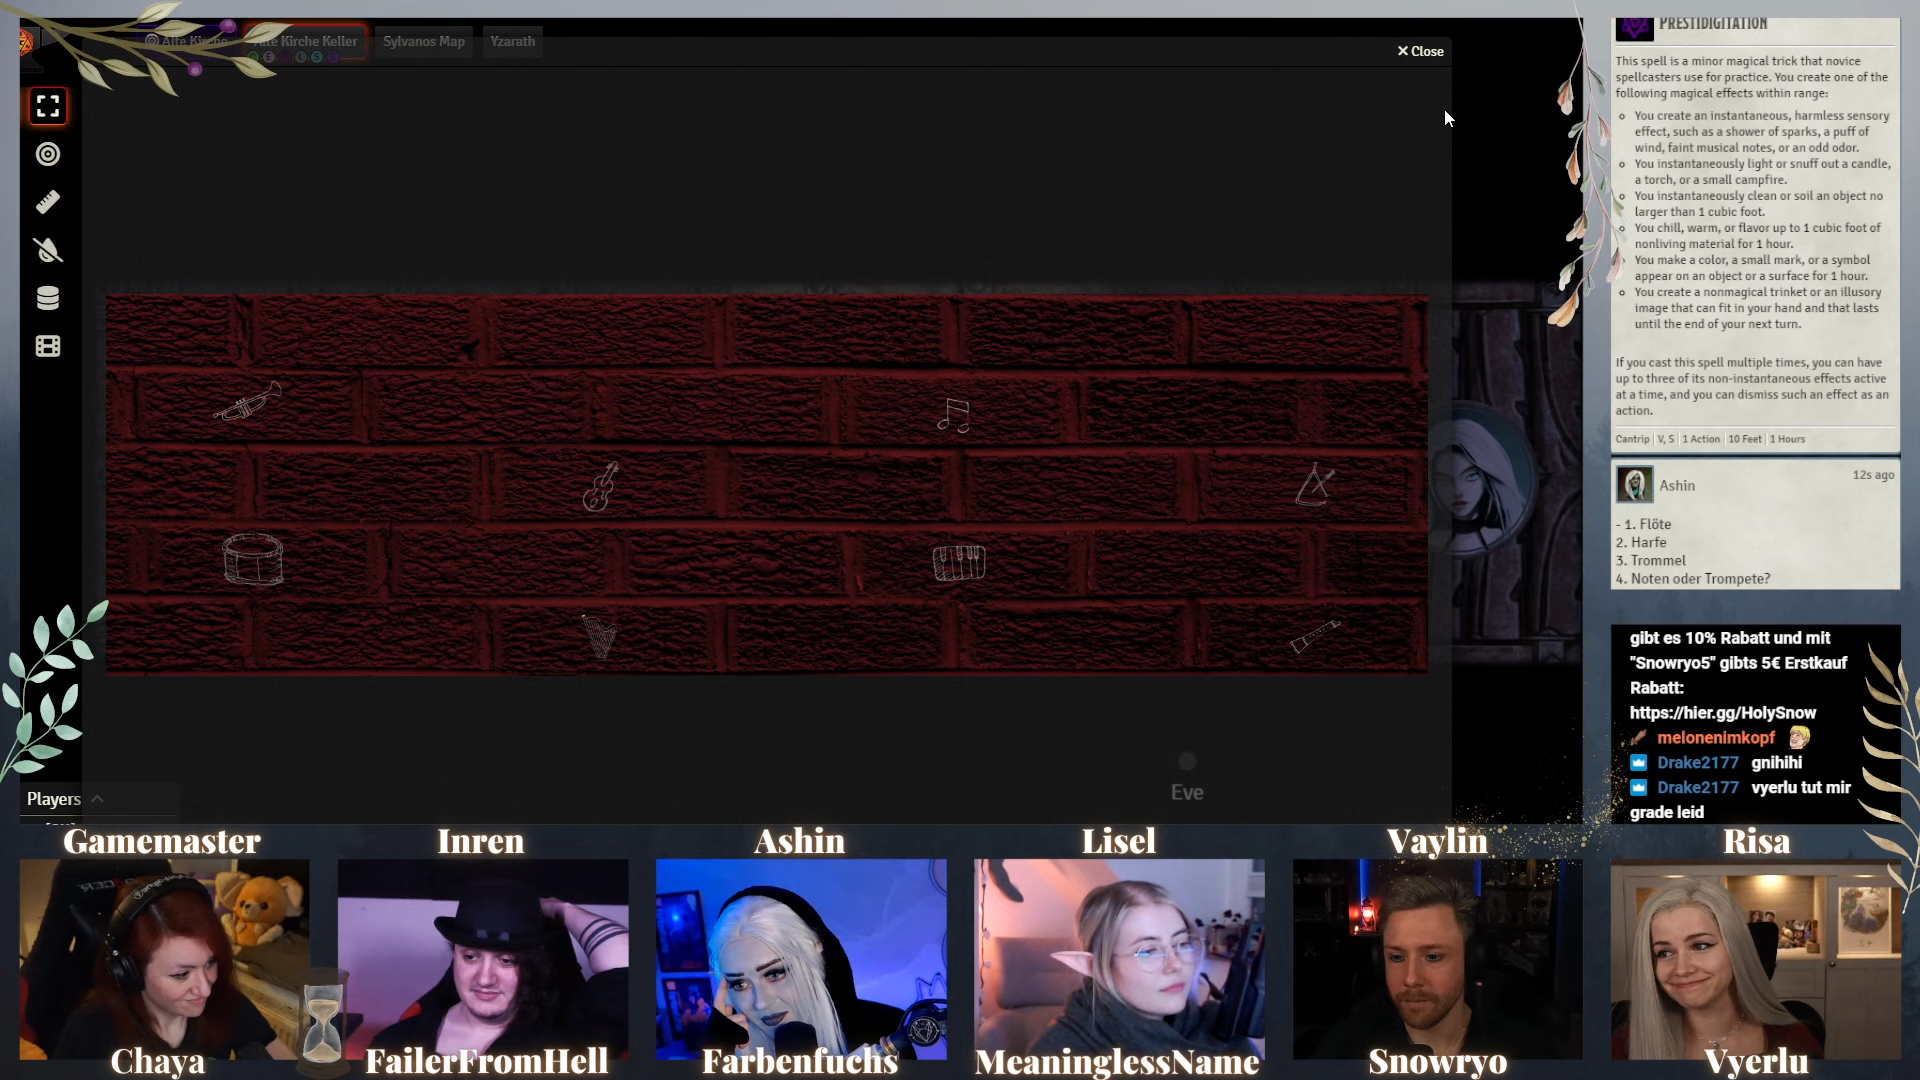 Alte Kirche
Alte Kirche Keller
Sylvanos Map
Yzarath
Close
Eve
Players
PRESTIDIGITATION
This spell is a minor magical trick that novice
spellcasters use for practice. You create one of the
following magical effects within range:
You create an instantaneous, harmless sensory
effect, such as a shower of sparks, a puff of
wind, faint musical notes, or an odd odor.
You instantaneously light or snuff out a candle,
a torch, or a small campfire.
You instantaneously clean or soil an object no
larger than 1 cubic foot.
You chill, warm, or flavor up to 1 cubic foot of
nonliving material for 1 hour.
You make a color, a small mark, or a symbol
appear on an object or a surface for 1 hour.
You create a nonmagical trinket or an illusory
image that can fit in your hand and that lasts
until the end of your next turn.
If you cast this spell multiple times, you can have
up to three of its non-instantaneous effects active
at a time, and you can dismiss such an effect as an
action.
Cantrip V, S 1 Action 10 Feet 1 Hours
Ashin 12s ago
- 1. Flöte
2. Harfe
3. Trommel
4. Noten oder Trompete?
gibt es 10% Rabatt und mit
"Snowryo5" gibts 5€ Erstkauf
Rabatt:
https://hier.gg/HolySnow
melonenimkopf
Drake2177 gnihihi
Drake2177 vyerlu tut mir
grade leid
Gamemaster
Inren
Ashin
Lisel
Vaylin
Risa
Chaya
FailerFromHell
Farbenfuchs
MeaninglessName
Snowryo
Vyerlu